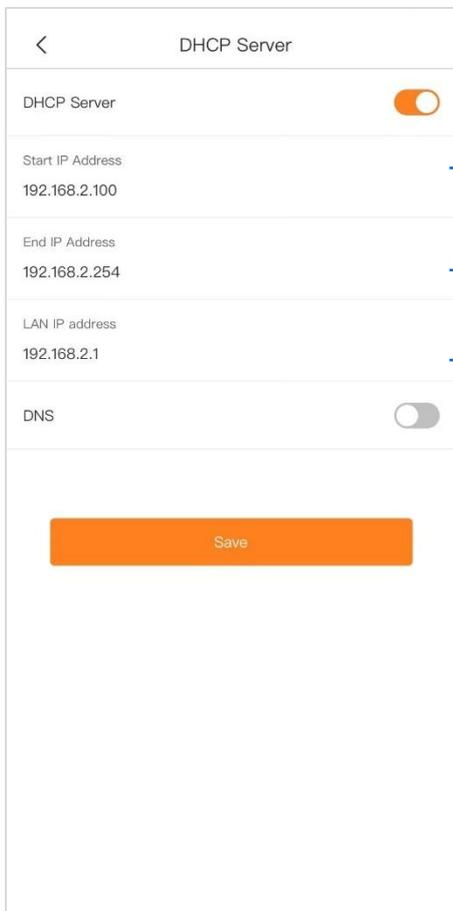 DHCP Server
DHCP Server
Start IP Address
192.168.2.100
End IP Address
192.168.2.254
LAN IP address
192.168.2.1
DNS
Save